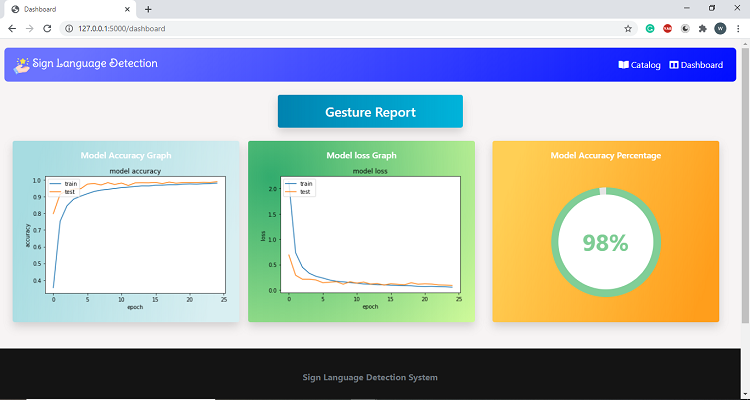 Dashboard
127.0.0.1:5000/dashboard
W
Sign Language Detection
Catalog
Dashboard
Gesture Report
Model Accuracy Graph
model accuracy
train
test
1.0
0.9
0.8
0.7
0.6
0.5
0.4
accuracy
0 5 10 15 20 25
epoch
Model loss Graph
model loss
train
test
2.0
1.5
1.0
0.5
0.0
loss
0 5 10 15 20 25
epoch
Model Accuracy Percentage
98%
Sign Language Detection System